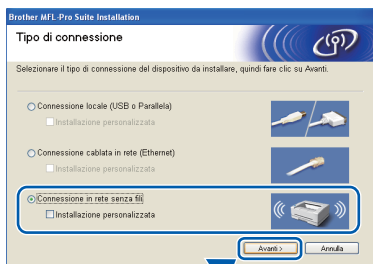 Brother MFL-Pro Suite Installation
Tipo di connessione
Selezionare il tipo di connessione del dispositivo da installare, quindi fare clic su Avanti.
Connessione locale (USB o Parallela)
Installazione personalizzata
Connessione cablata in rete (Ethernet)
Installazione personalizzata
Connessione in rete senza fili
Installazione personalizzata
Avanti >
Annulla